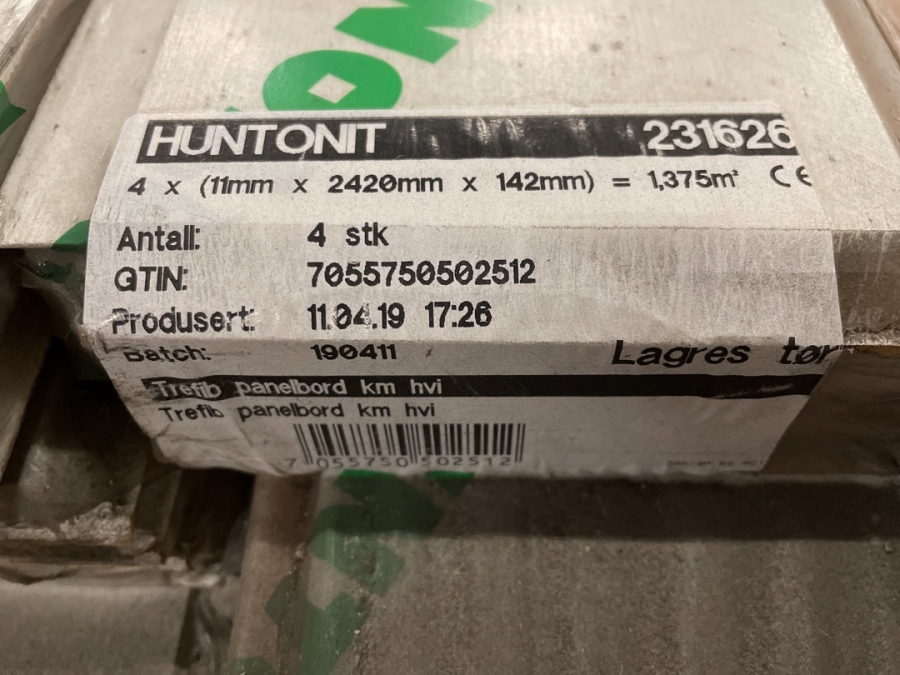 HUNTONIT 231626
4 x (11mm x 2420mm x 142mm) = 1,375m² CE
Antall: 4 stk
GTIN: 7055750502512
Produsert: 11.04.19 17:26
Batch: 190411
Lagres tør
Trefib panelbord km hvi
Trefib panelbord km hvi
7 055750 502512